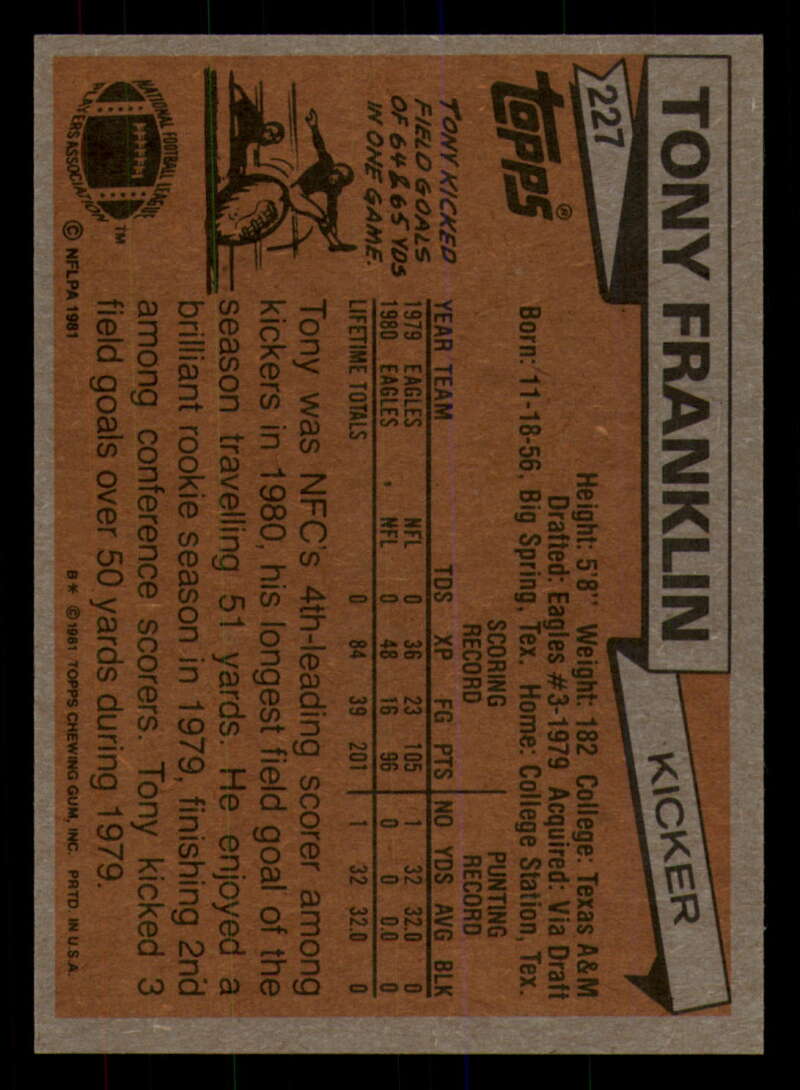 TONY FRANKLIN
KICKER
227
topps®
Height: 5'8" Weight: 182 College: Texas A&M
Drafted: Eagles #3-1979 Acquired: Via Draft
Born: 11-18-56, Big Spring, Tex. Home: College Station, Tex.
TONY KICKED
FIELD GOALS
OF 64 & 65 YDS
IN ONE GAME.
SCORING RECORD PUNTING RECORD
YEAR TEAM TDS XP FG PTS NO YDS AVG BLK
1979 EAGLES NFL 0 36 23 105 1 32 32.0 0
1980 EAGLES NFL 0 48 16 96 0 0 0.0 0
LIFETIME TOTALS 0 84 39 201 1 32 32.0 0
Tony was NFC's 4th-leading scorer among
kickers in 1980, his longest field goal of the
season travelling 51 yards. He enjoyed a
brilliant rookie season in 1979, finishing 2nd
among conference scorers. Tony kicked 3
field goals over 50 yards during 1979.
NATIONAL FOOTBALL LEAGUE
PLAYERS ASSOCIATION
TM
© NFLPA 1981
B* © 1981 TOPPS CHEWING GUM, INC. PRTD. IN U.S.A.